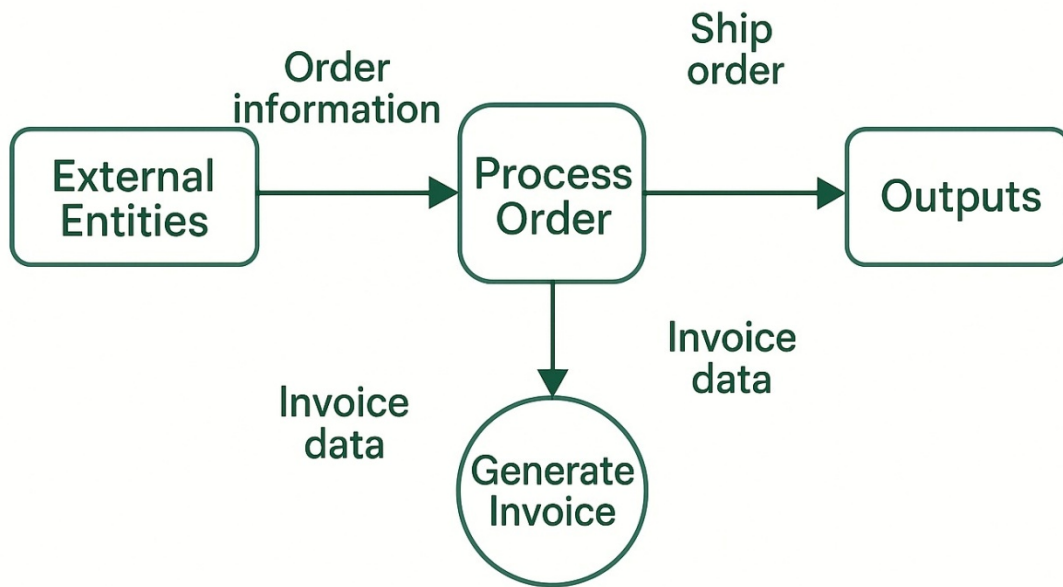 Ship
order
Order
information
External
Entities
Process
Order
Outputs
Invoice
data
Invoice
data
Generate
Invoice